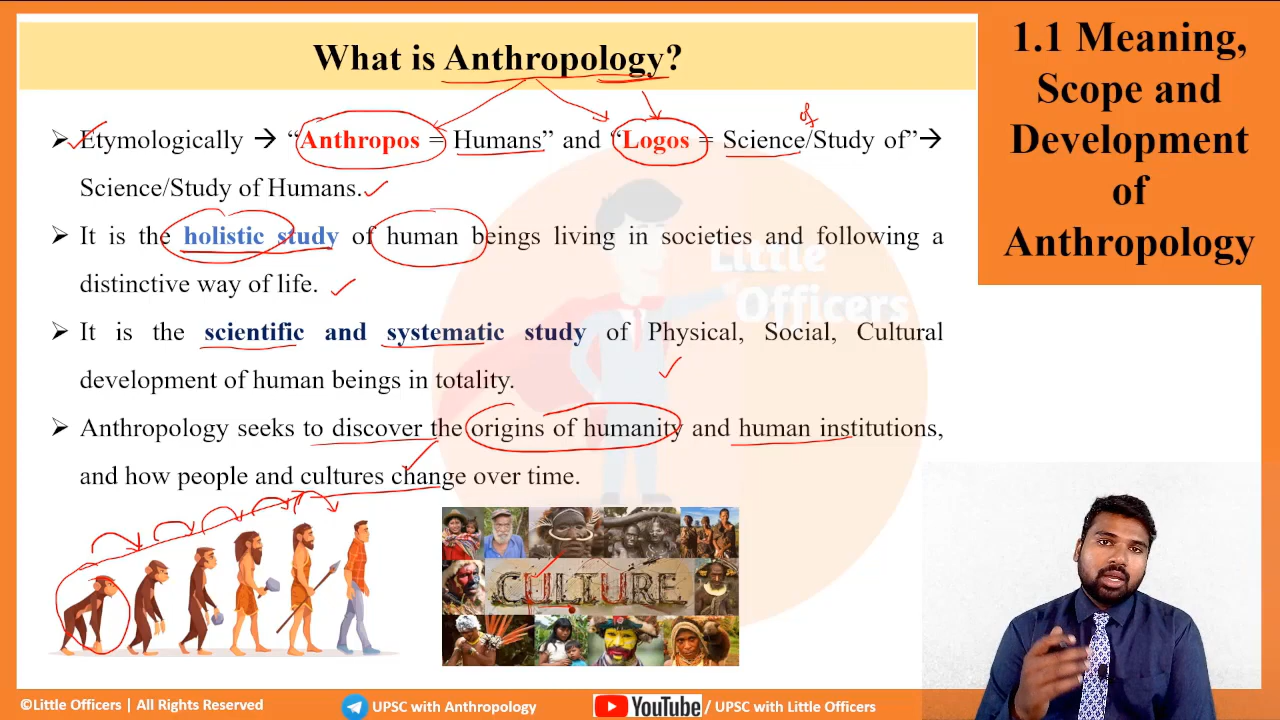 What is Anthropology?
1.1 Meaning,
Scope and
Development
of
Anthropology
of
➢ Etymologically → “Anthropos = Humans” and “Logos = Science/Study of”→
Science/Study of Humans.
➢ It is the holistic study of human beings living in societies and following a
distinctive way of life.
➢ It is the scientific and systematic study of Physical, Social, Cultural
development of human beings in totality.
➢ Anthropology seeks to discover the origins of humanity and human institutions,
and how people and cultures change over time.
Little
Officers
CULTURE
©Little Officers | All Rights Reserved
UPSC with Anthropology
YouTube / UPSC with Little Officers